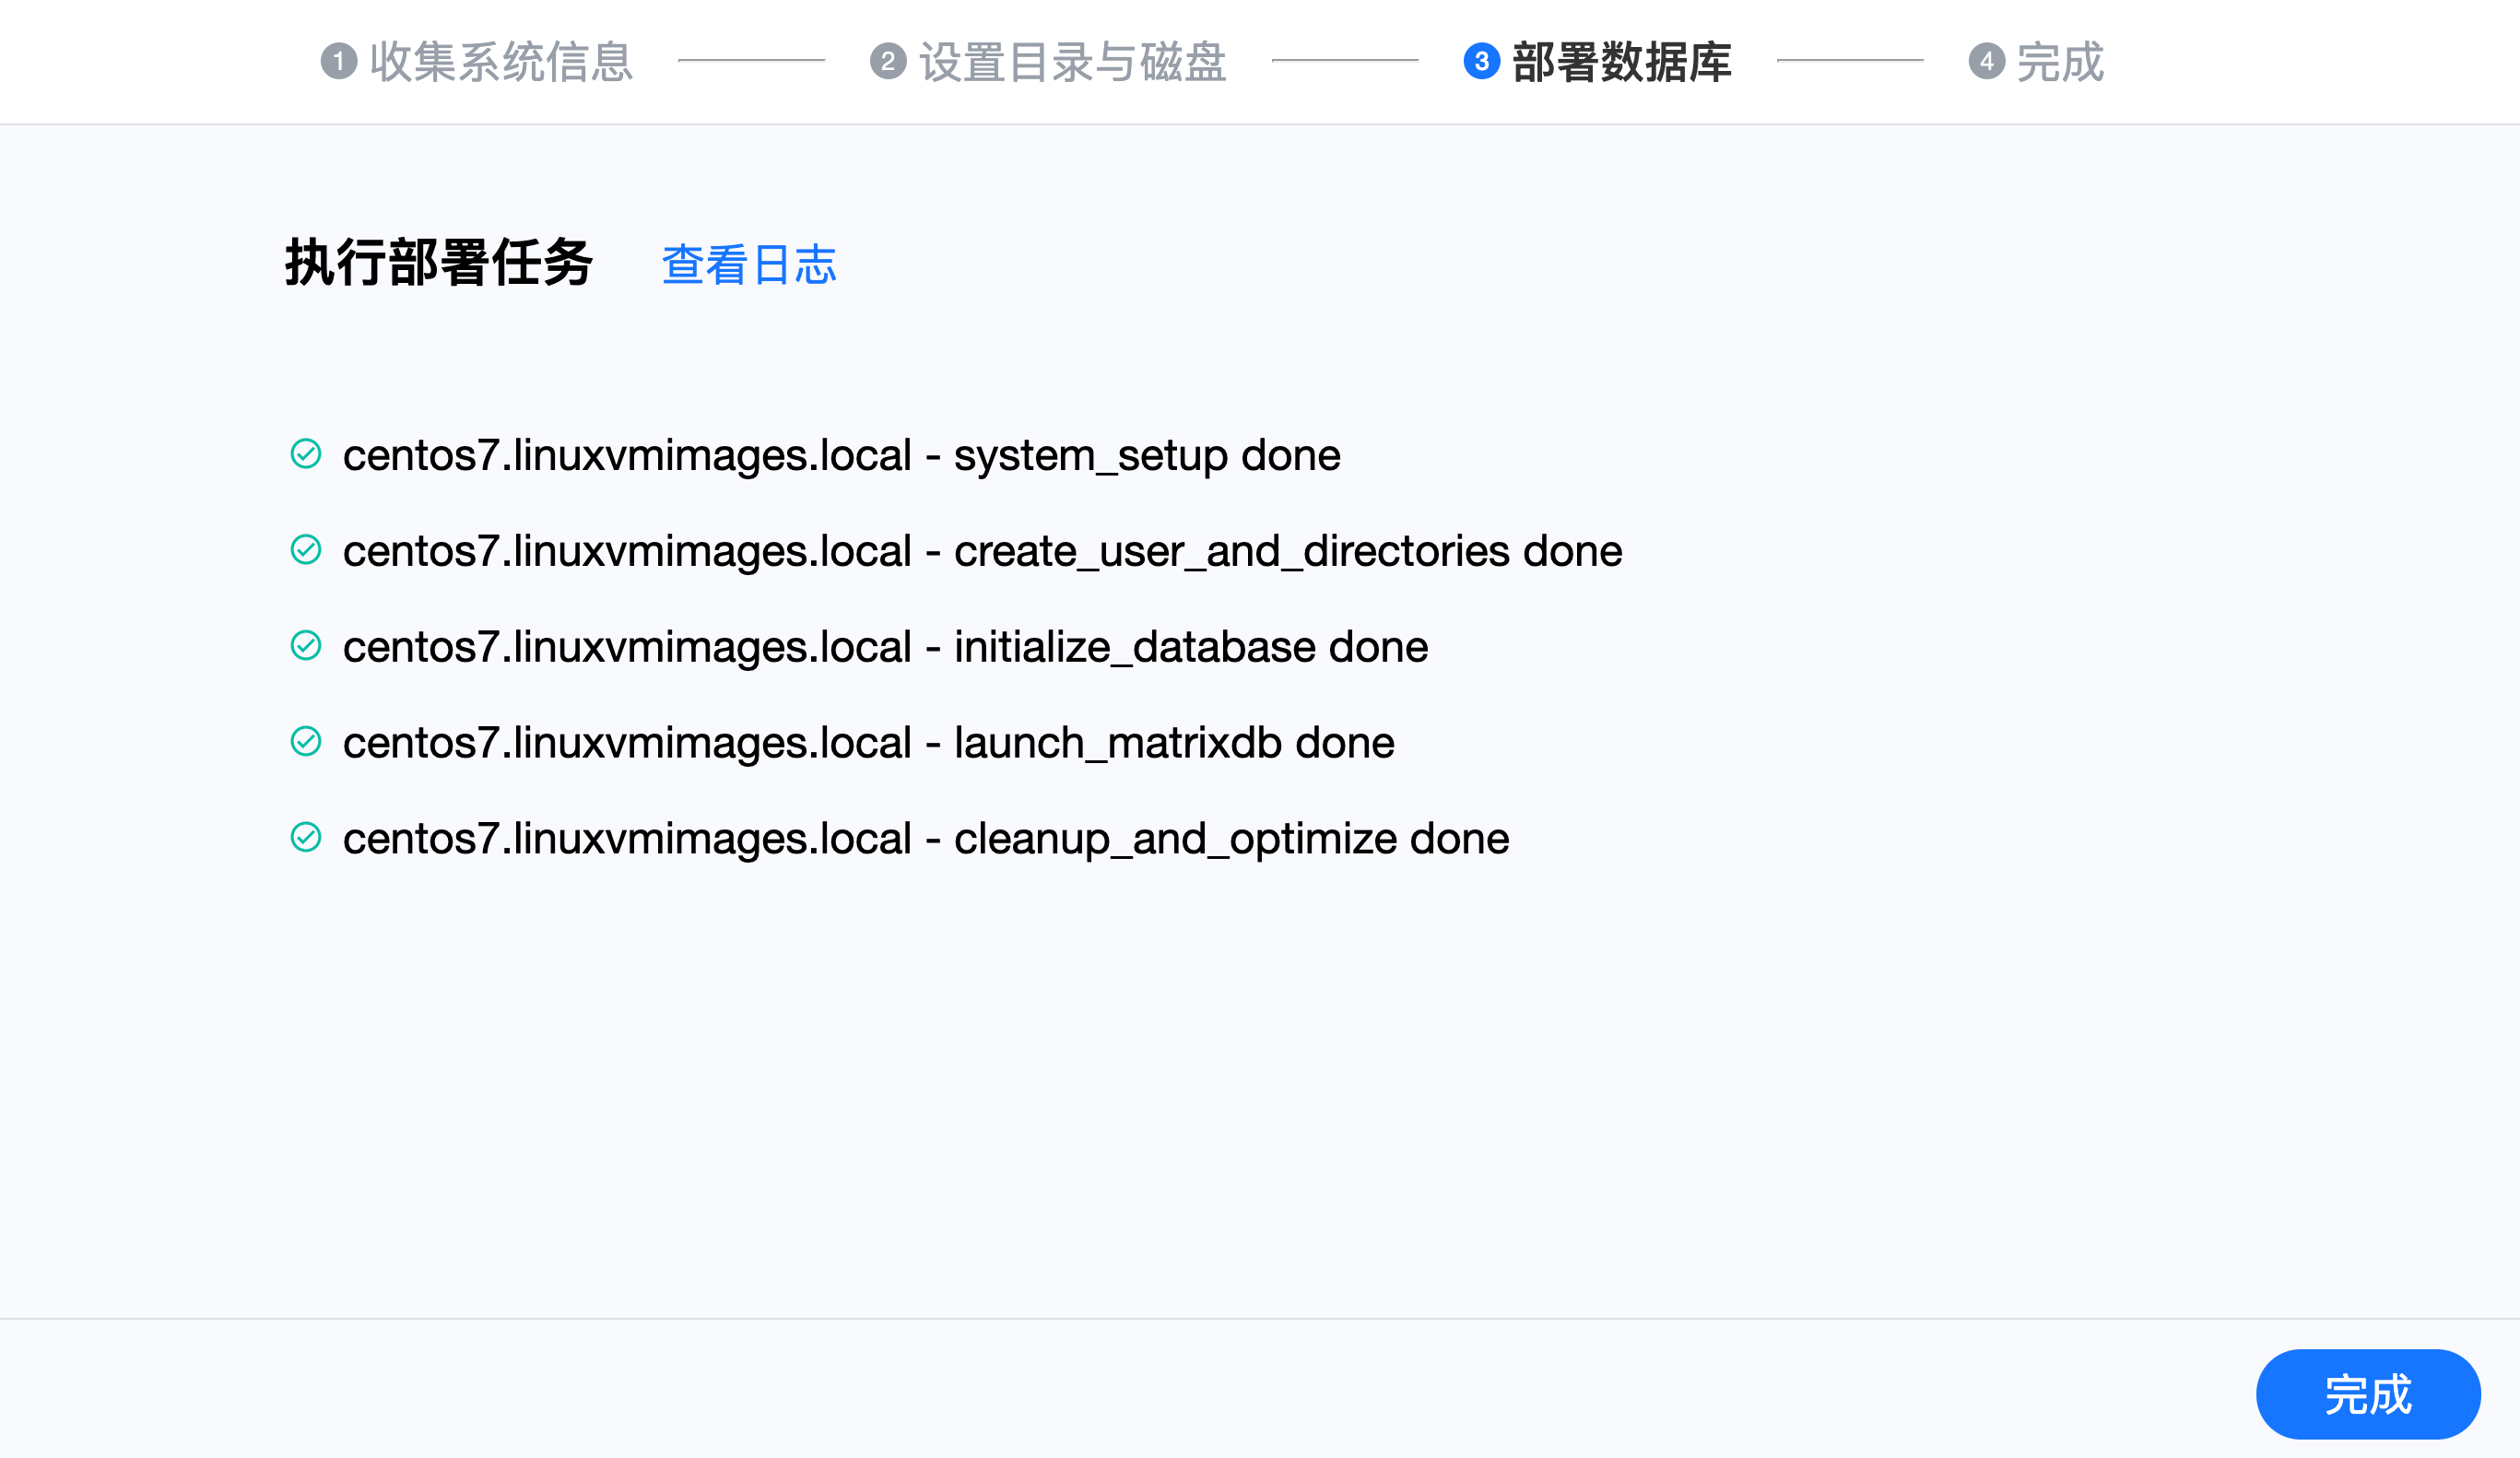 1 收集系统信息 2 设置目录与磁盘 3 部署数据库 4 完成
执行部署任务 查看日志
centos7.linuxvmimages.local - system_setup done
centos7.linuxvmimages.local - create_user_and_directories done
centos7.linuxvmimages.local - initialize_database done
centos7.linuxvmimages.local - launch_matrixdb done
centos7.linuxvmimages.local - cleanup_and_optimize done
完成